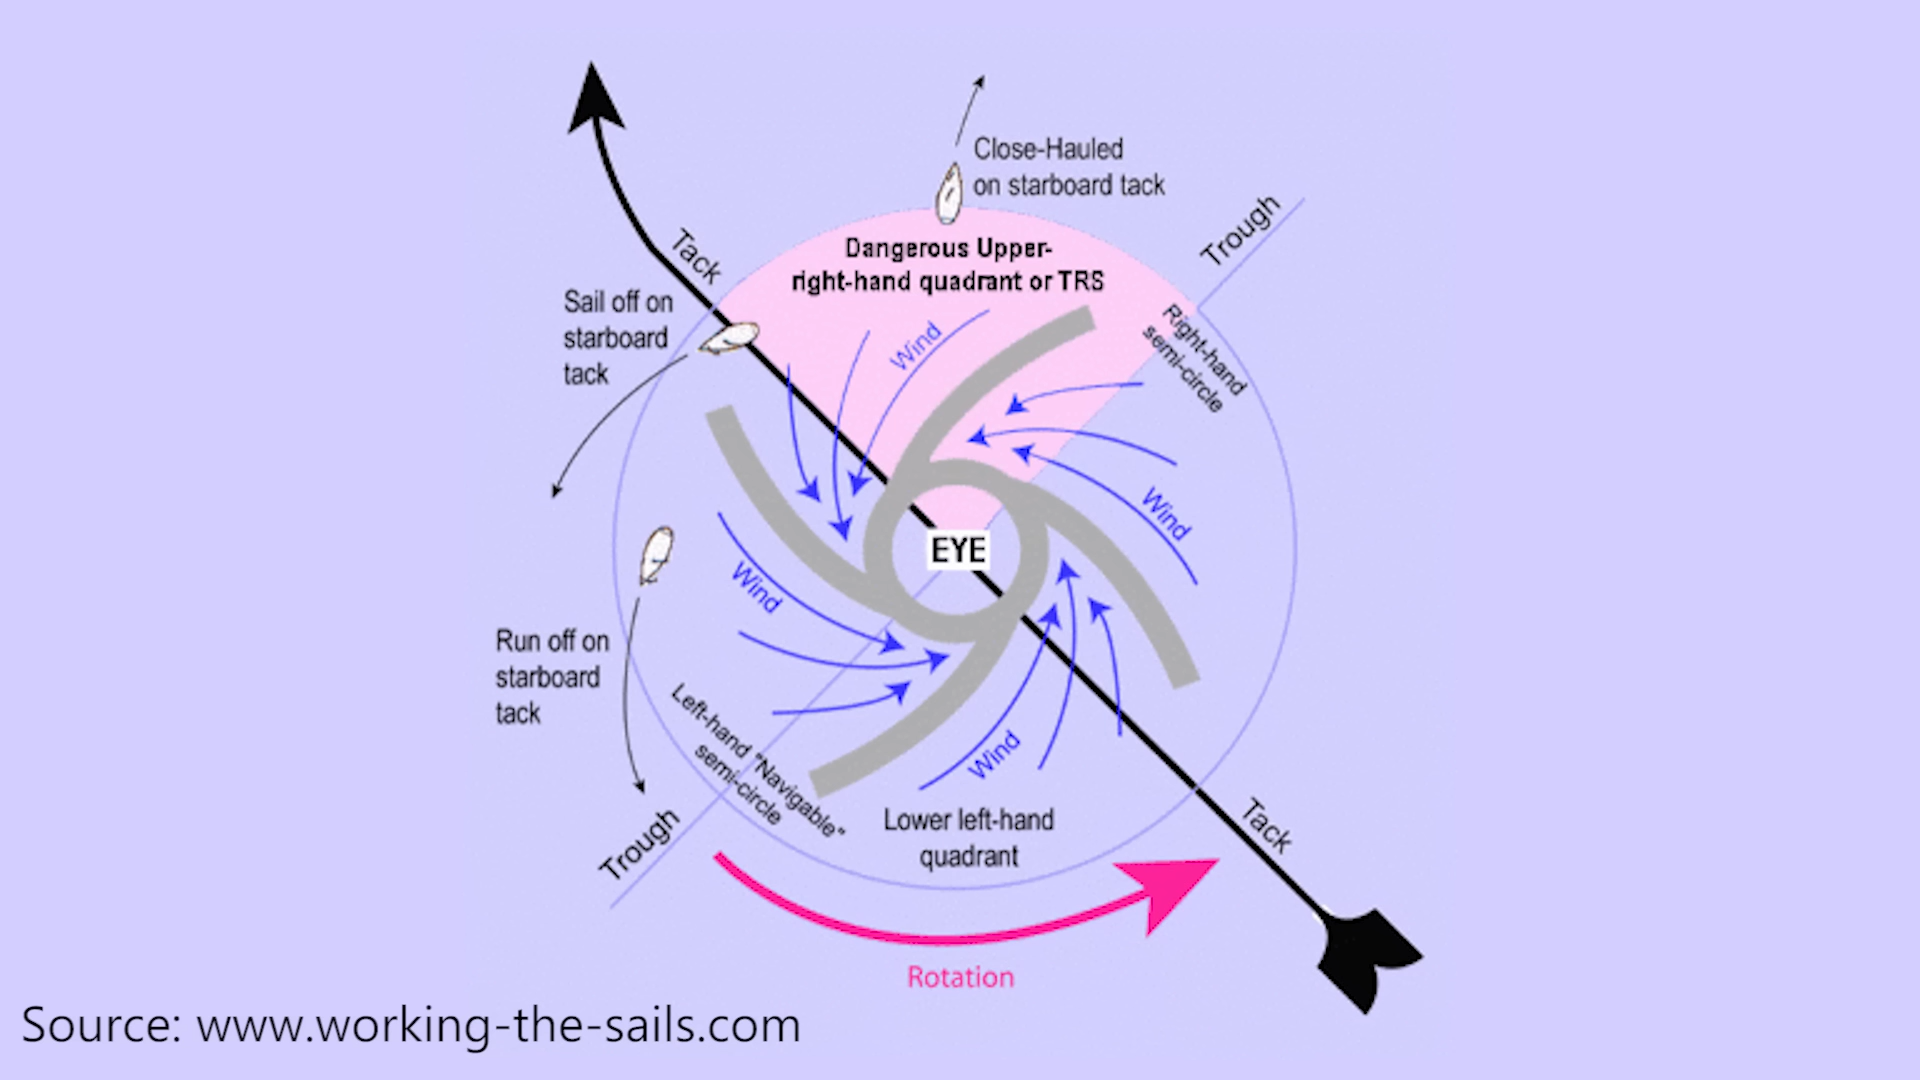 Close-Hauled
on starboard tack
Trough
Tack
Dangerous Upper-
right-hand quadrant or TRS
Sail off on
starboard
tack
Wind
Right-hand
semi-circle
Wind
EYE
Wind
Run off on
starboard
tack
Left-hand "Navigable"
semi-circle
Wind
Lower left-hand
quadrant
Trough
Tack
Rotation
Source: www.working-the-sails.com